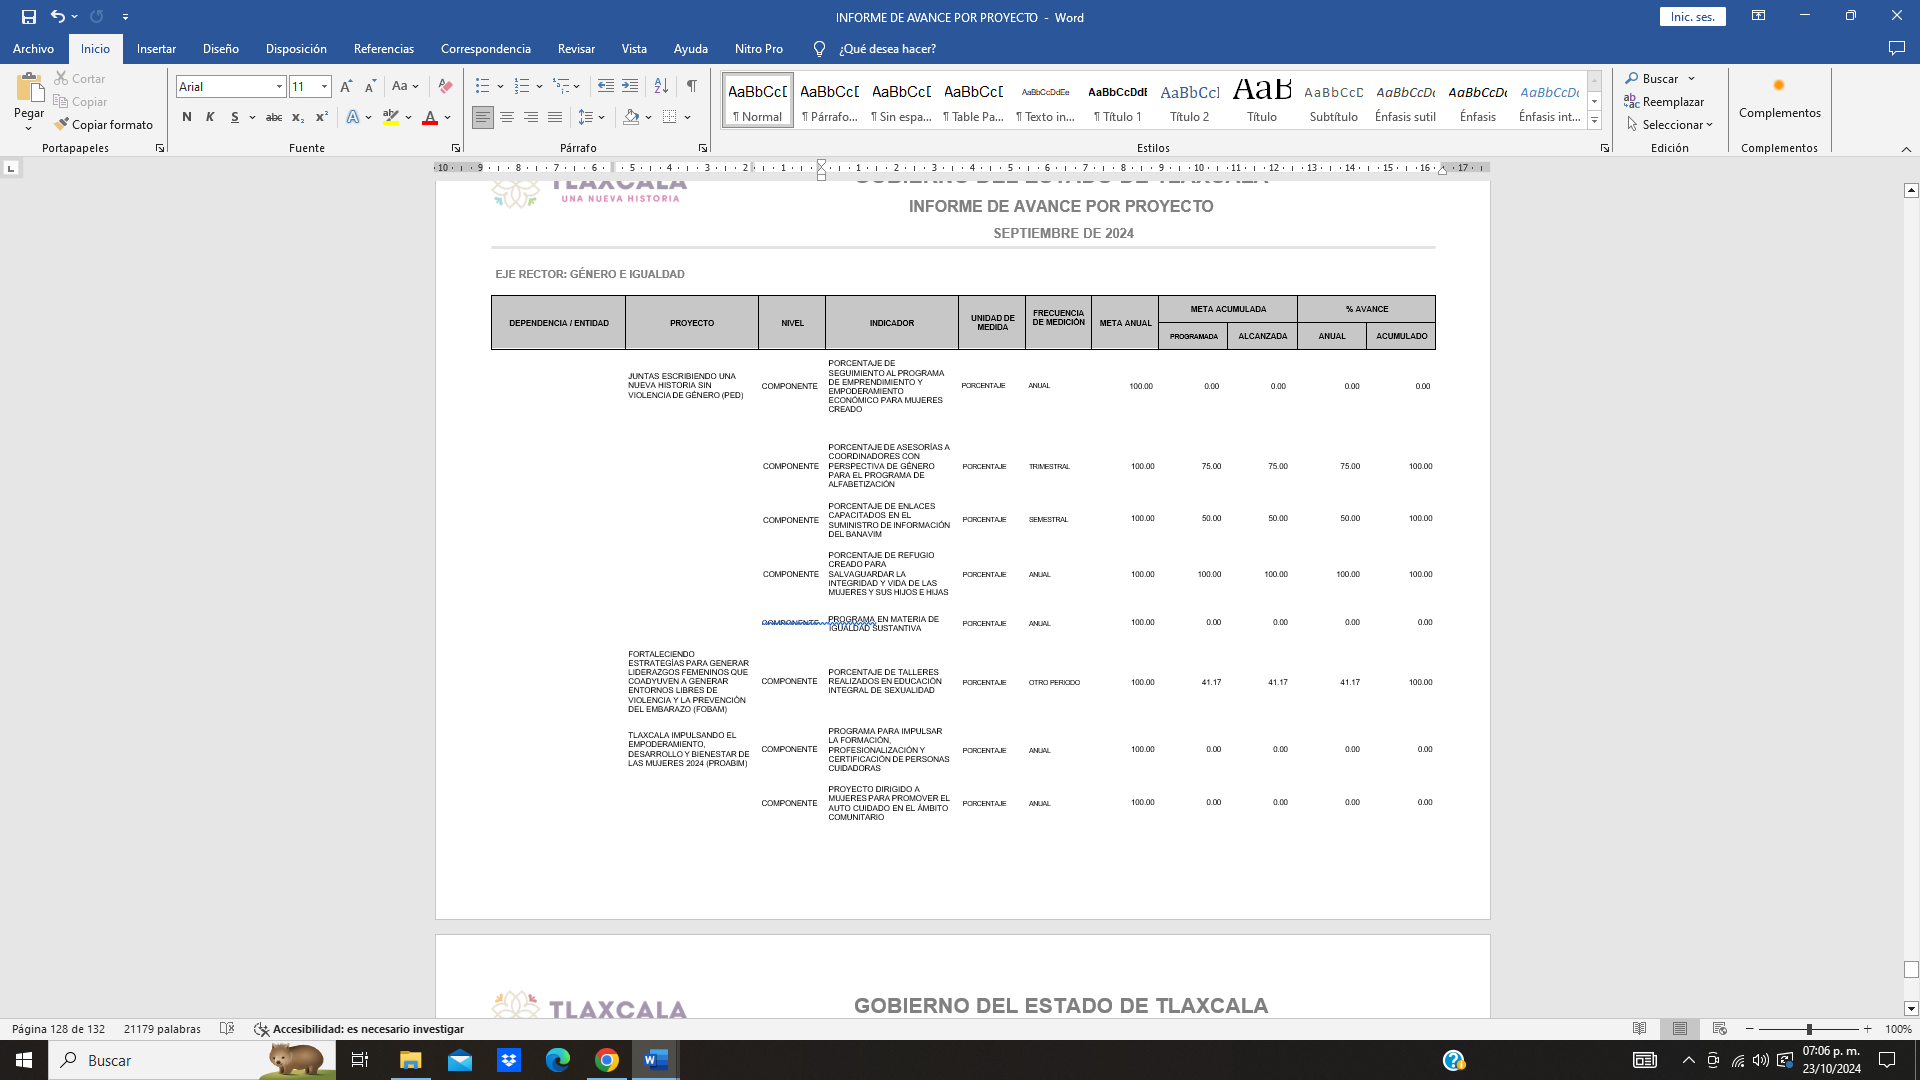 INFORME DE AVANCE POR PROYECTO - Word
Inic. ses.
Archivo Inicio Insertar Diseño Disposición Referencias Correspondencia Revisar Vista Ayuda Nitro Pro ¿Qué desea hacer?
Pegar
Cortar
Copiar
Copiar formato
Portapapeles
Arial 11
Fuente
Párrafo
AaBbCcD ¶ Normal
¶ Párrafo...
¶ Sin espa...
¶ Table Pa...
AaBbCcDdEe ¶ Texto in...
¶ Título 1
Título 2
Título
Subtítulo
Énfasis sutil
Énfasis
Énfasis int...
Estilos
Buscar
Reemplazar
Seleccionar
Edición
Complementos
Complementos
TLAXCALA
UNA NUEVA HISTORIA
GOBIERNO DEL ESTADO DE TLAXCALA
INFORME DE AVANCE POR PROYECTO
SEPTIEMBRE DE 2024
EJE RECTOR: GÉNERO E IGUALDAD
DEPENDENCIA / ENTIDAD PROYECTO NIVEL INDICADOR UNIDAD DE MEDIDA FRECUENCIA DE MEDICIÓN META ANUAL META ACUMULADA % AVANCE
PROGRAMADA ALCANZADA ANUAL ACUMULADO
JUNTAS ESCRIBIENDO UNA NUEVA HISTORIA SIN VIOLENCIA DE GÉNERO (PED) COMPONENTE PORCENTAJE DE SEGUIMIENTO AL PROGRAMA DE EMPRENDIMIENTO Y EMPODERAMIENTO ECONÓMICO PARA MUJERES CREADO PORCENTAJE ANUAL 100.00 0.00 0.00 0.00 0.00
COMPONENTE PORCENTAJE DE ASESORÍAS A COORDINADORES CON PERSPECTIVA DE GÉNERO PARA EL PROGRAMA DE ALFABETIZACIÓN PORCENTAJE TRIMESTRAL 100.00 75.00 75.00 75.00 100.00
COMPONENTE PORCENTAJE DE ENLACES CAPACITADOS EN EL SUMINISTRO DE INFORMACIÓN DEL BANAVIM PORCENTAJE SEMESTRAL 100.00 50.00 50.00 50.00 100.00
COMPONENTE PORCENTAJE DE REFUGIO CREADO PARA SALVAGUARDAR LA INTEGRIDAD Y VIDA DE LAS MUJERES Y SUS HIJOS E HIJAS PORCENTAJE ANUAL 100.00 100.00 100.00 100.00 100.00
COMPONENTE PROGRAMA EN MATERIA DE IGUALDAD SUSTANTIVA PORCENTAJE ANUAL 100.00 0.00 0.00 0.00 0.00
FORTALECIENDO ESTRATEGÍAS PARA GENERAR LIDERAZGOS FEMENINOS QUE COADYUVEN A GENERAR ENTORNOS LIBRES DE VIOLENCIA Y LA PREVENCIÓN DEL EMBARAZO (FOBAM) COMPONENTE PORCENTAJE DE TALLERES REALIZADOS EN EDUCACIÓN INTEGRAL DE SEXUALIDAD PORCENTAJE OTRO PERIODO 100.00 41.17 41.17 41.17 100.00
TLAXCALA IMPULSANDO EL EMPODERAMIENTO, DESARROLLO Y BIENESTAR DE LAS MUJERES 2024 (PROABIM) COMPONENTE PROGRAMA PARA IMPULSAR LA FORMACIÓN, PROFESIONALIZACIÓN Y CERTIFICACIÓN DE PERSONAS CUIDADORAS PORCENTAJE ANUAL 100.00 0.00 0.00 0.00 0.00
COMPONENTE PROYECTO DIRIGIDO A MUJERES PARA PROMOVER EL AUTO CUIDADO EN EL ÁMBITO COMUNITARIO PORCENTAJE ANUAL 100.00 0.00 0.00 0.00 0.00
TLAXCALA
GOBIERNO DEL ESTADO DE TLAXCALA
Página 128 de 132 21179 palabras Accesibilidad: es necesario investigar 100%
Buscar
07:06 p. m.
23/10/2024